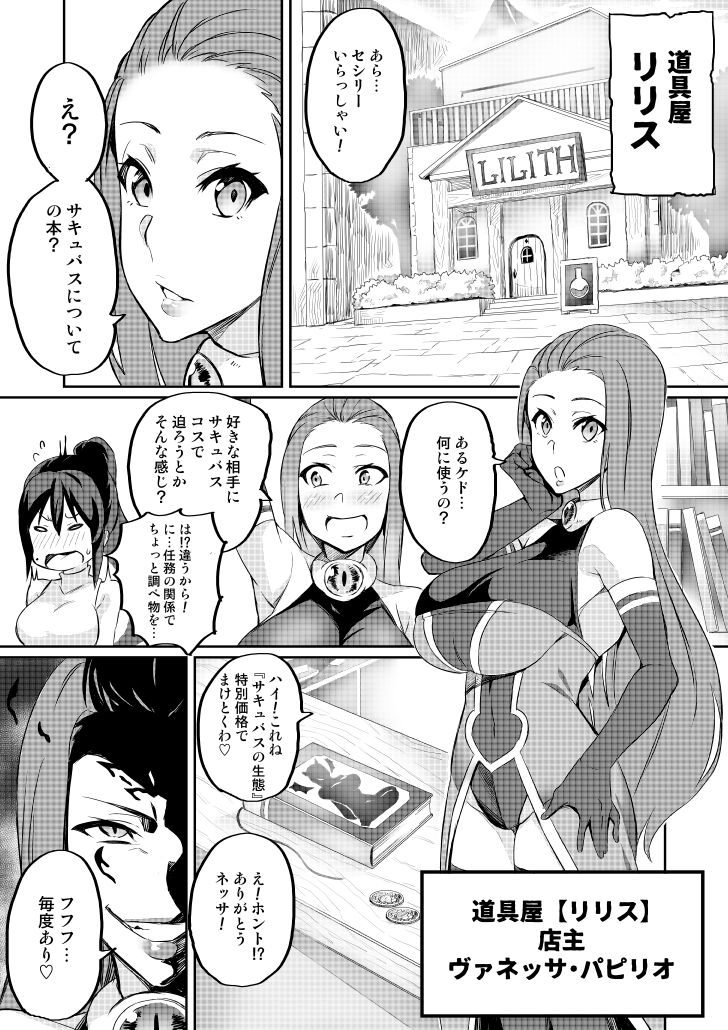 道具屋
リリス
LILITH
あら…
セシリー
いらっしゃい!
え?
サキュバスについて
の本?
あるケド…
何に使うの?
好きな相手に
サキュバス
コスで
迫ろうとか
そんな感じ?
は!?違うから!
に…任務の関係で
ちょっと調べ物を…
道具屋【リリス】
店主
ヴァネッサ・パピリオ
ハイ!これね
『サキュバスの生態』
特別価格で
まけとくわ♡
え!ホント!?
ありがとう
ネッサ!
フフフ…
毎度あり♡